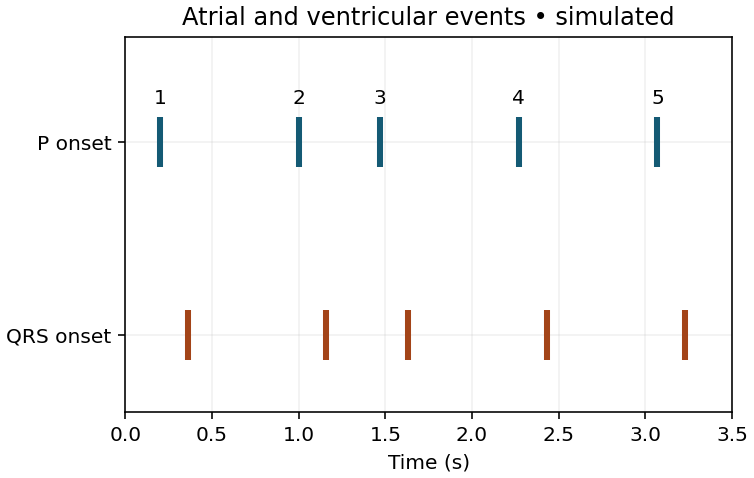 Atrial and ventricular events • simulated
1 2 3 4 5
P onset
QRS onset
0.0 0.5 1.0 1.5 2.0 2.5 3.0 3.5
Time (s)